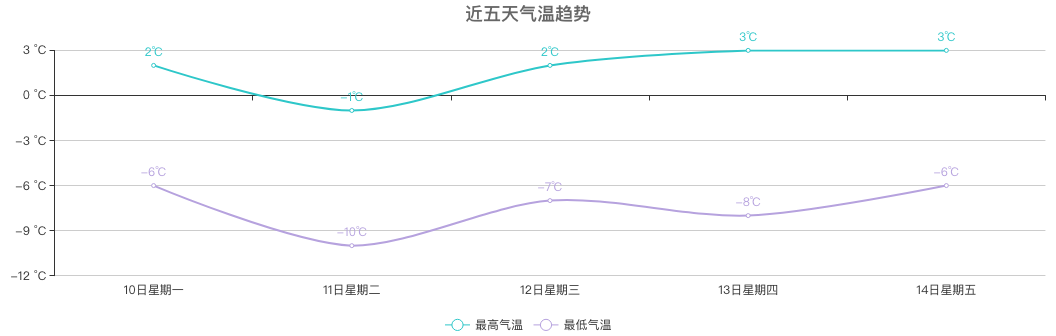 近五天气温趋势
3 °C
0 °C
−3 °C
−6 °C
−9 °C
−12 °C
2℃
−1℃
2℃
3℃
3℃
−6℃
−10℃
−7℃
−8℃
−6℃
10日星期一
11日星期二
12日星期三
13日星期四
14日星期五
最高气温
最低气温